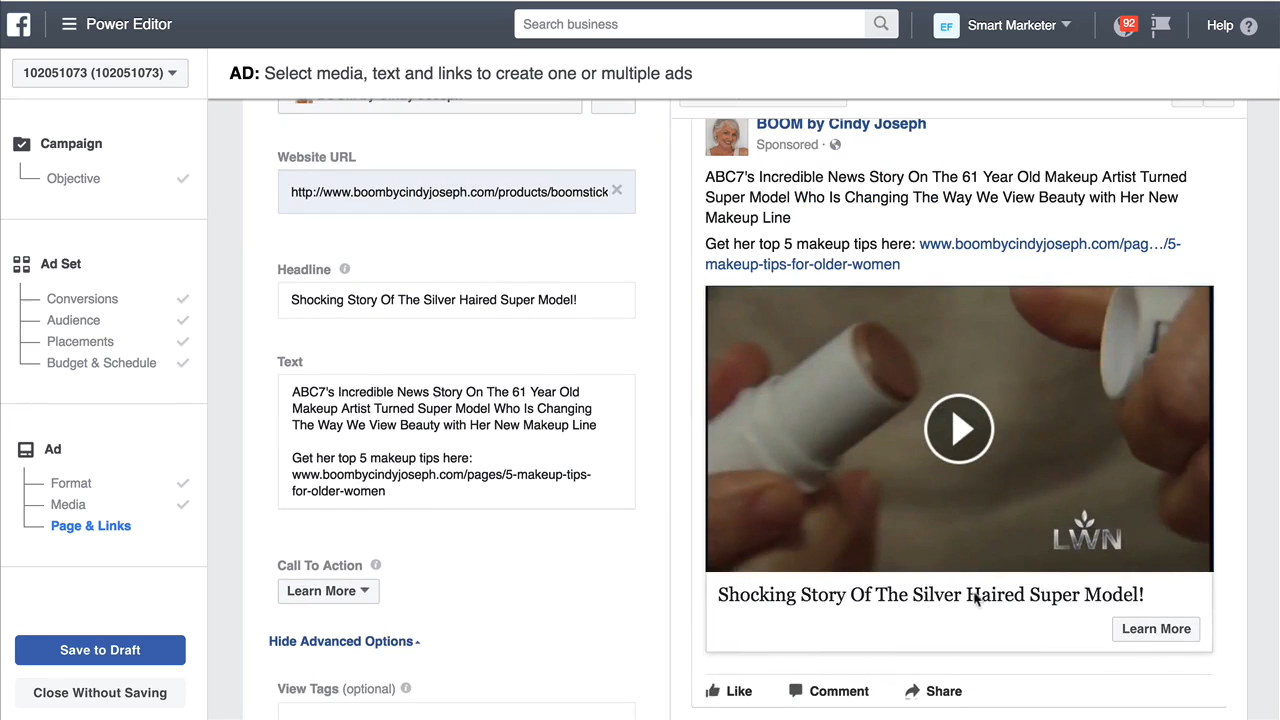 Power Editor
Search business
EF
Smart Marketer
92
Help
102051073 (102051073)
AD: Select media, text and links to create one or multiple ads
Campaign
Objective
Ad Set
Conversions
Audience
Placements
Budget & Schedule
Ad
Format
Media
Page & Links
Save to Draft
Close Without Saving
Website URL
http://www.boombycindyjoseph.com/products/boomstick
Headline
Shocking Story Of The Silver Haired Super Model!
Text
ABC7's Incredible News Story On The 61 Year Old
Makeup Artist Turned Super Model Who Is Changing
The Way We View Beauty with Her New Makeup Line
Get her top 5 makeup tips here:
www.boombycindyjoseph.com/pages/5-makeup-tips-
for-older-women
Call To Action
Learn More
Hide Advanced Options
View Tags (optional)
BOOM by Cindy Joseph
Sponsored ·
ABC7's Incredible News Story On The 61 Year Old Makeup Artist Turned
Super Model Who Is Changing The Way We View Beauty with Her New
Makeup Line
Get her top 5 makeup tips here: www.boombycindyjoseph.com/pag…/5-
makeup-tips-for-older-women
LWN
Shocking Story Of The Silver Haired Super Model!
Learn More
Like
Comment
Share